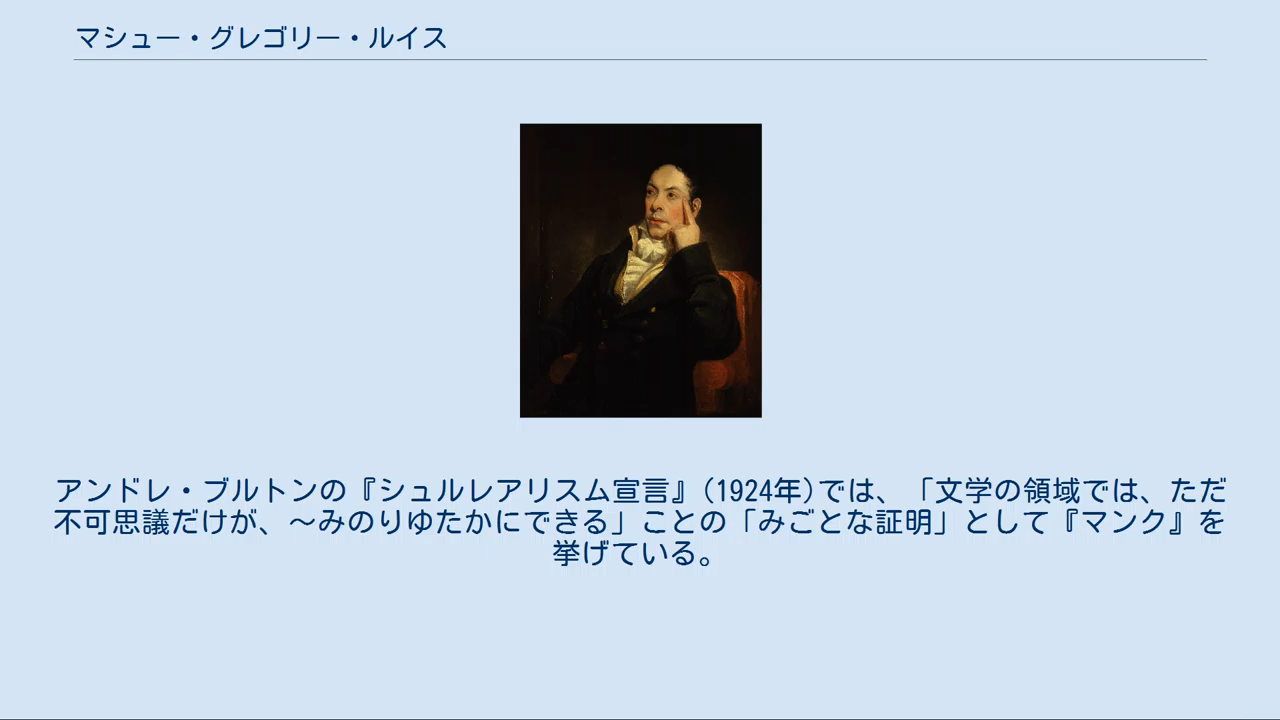 マシュー・グレゴリー・ルイス
アンドレ・ブルトンの『シュルレアリスム宣言』(1924年)では、「文学の領域では、ただ
不可思議だけが、～みのりゆたかにできる」ことの「みごとな証明」として『マンク』を
挙げている。